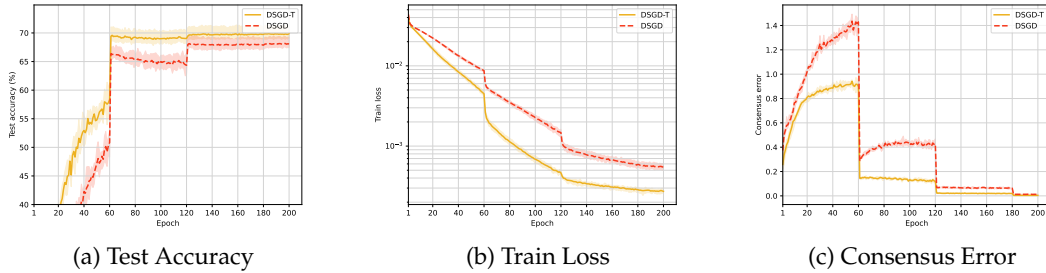 DSGD-T
DSGD
Test accuracy (%)
70
65
60
55
50
45
40
1 20 40 60 80 100 120 140 160 180 200
Epoch
(a) Test Accuracy
DSGD-T
DSGD
Train loss
10⁻²
10⁻³
1 20 40 60 80 100 120 140 160 180 200
Epoch
(b) Train Loss
DSGD-T
DSGD
Consensus error
1.4
1.2
1.0
0.8
0.6
0.4
0.2
0.0
1 20 40 60 80 100 120 140 160 180 200
Epoch
(c) Consensus Error